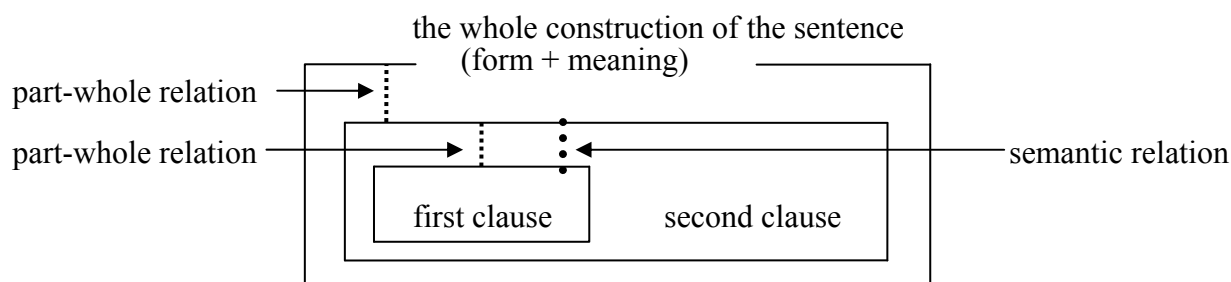 the whole construction of the sentence
(form + meaning)
part-whole relation
part-whole relation
semantic relation
first clause
second clause